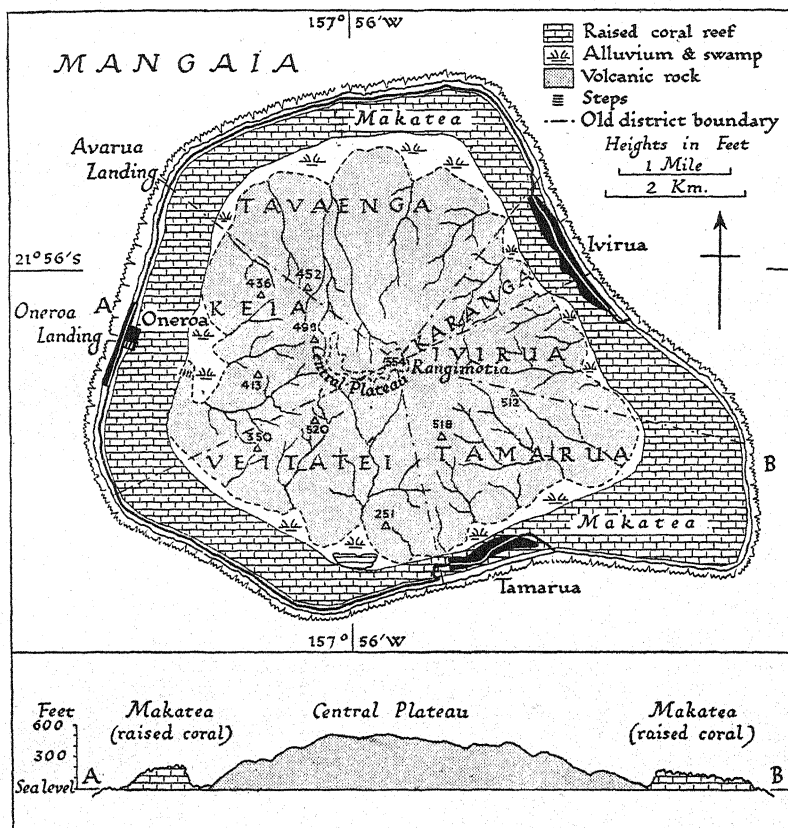 157° 56'W
MANGAIA
Raised coral reef
Alluvium & swamp
Volcanic rock
Steps
Old district boundary
Heights in Feet
1 Mile
2 Km.
Makatea
Avarua
Landing
TAVAENGA
Ivirua
21° 56's
436
452
A
KEIA
KARANGA
Oneroa
Landing
Oneroa
498
IVIRUA
554
Rangimotia
Central Plateau
413
512
520
518
350
VEITATEI
TAMARUA
B
251
Makatea
Tamarua
157° 56'W
Feet
600
300
Sea level
Makatea
(raised coral)
Central Plateau
Makatea
(raised coral)
A
B